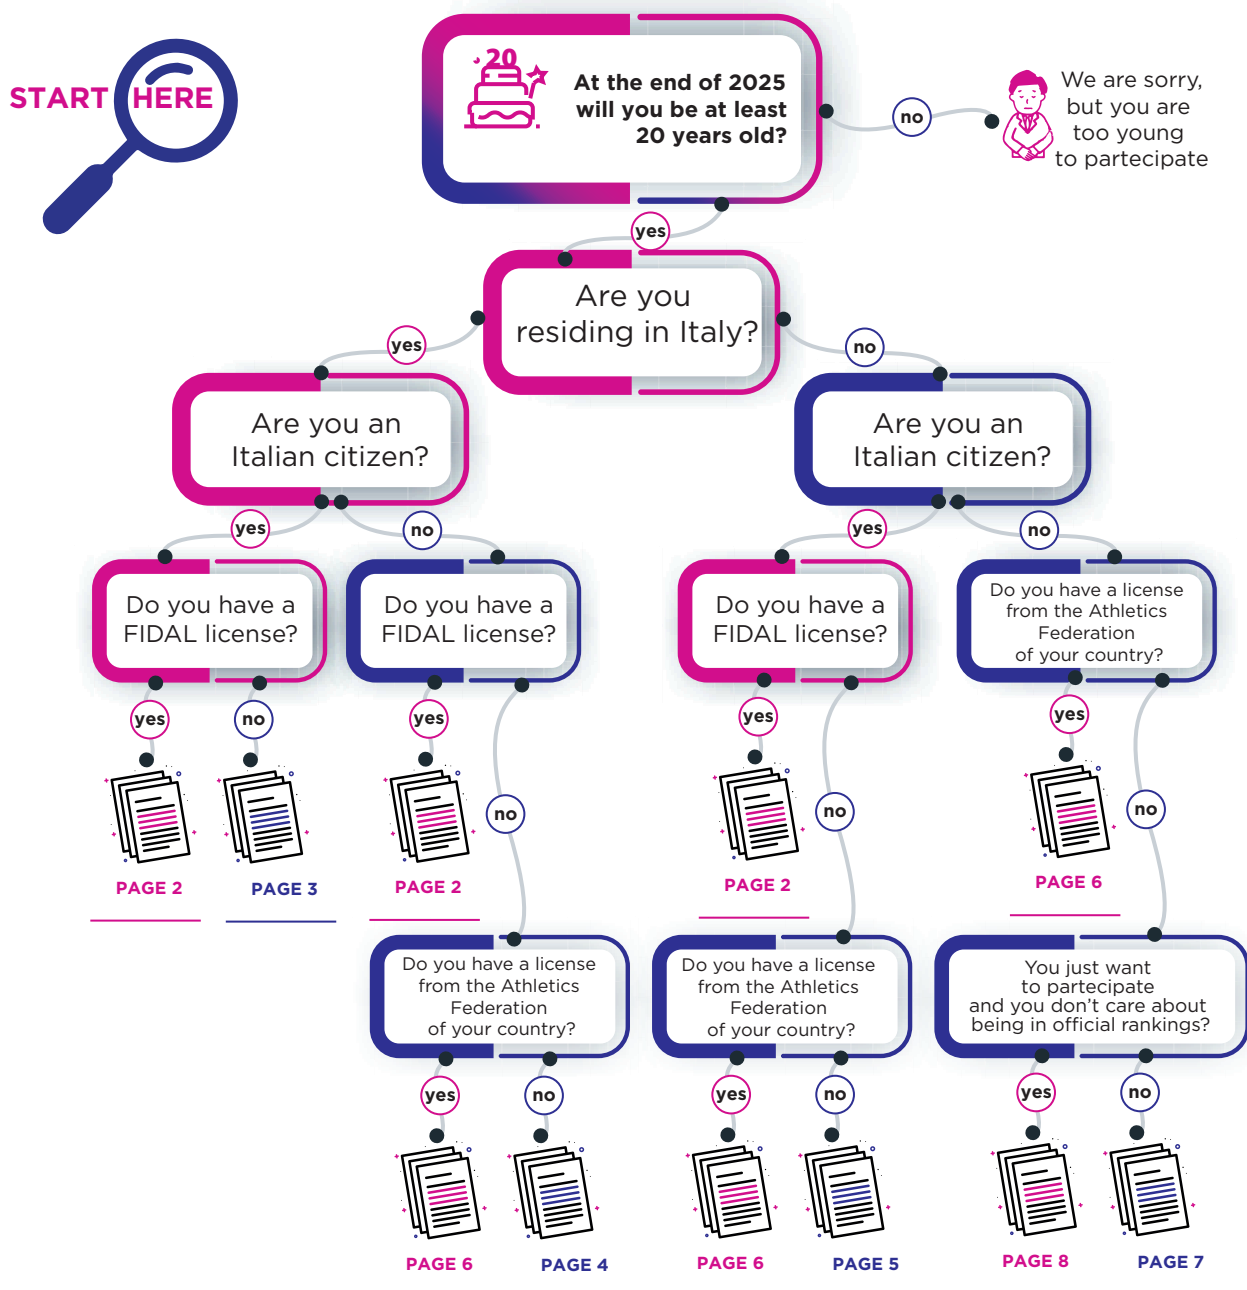 START HERE
20
At the end of 2025
will you be at least
20 years old?
no
We are sorry,
but you are
too young
to partecipate
yes
Are you
residing in Italy?
yes
no
Are you an
Italian citizen?
Are you an
Italian citizen?
yes
no
yes
no
Do you have a
FIDAL license?
Do you have a
FIDAL license?
Do you have a
FIDAL license?
Do you have a license
from the Athletics
Federation
of your country?
yes
no
yes
no
yes
no
yes
no
PAGE 2
PAGE 3
PAGE 2
PAGE 2
PAGE 6
Do you have a license
from the Athletics
Federation
of your country?
Do you have a license
from the Athletics
Federation
of your country?
You just want
to partecipate
and you don't care about
being in official rankings?
yes
no
yes
no
yes
no
PAGE 6
PAGE 4
PAGE 6
PAGE 5
PAGE 8
PAGE 7